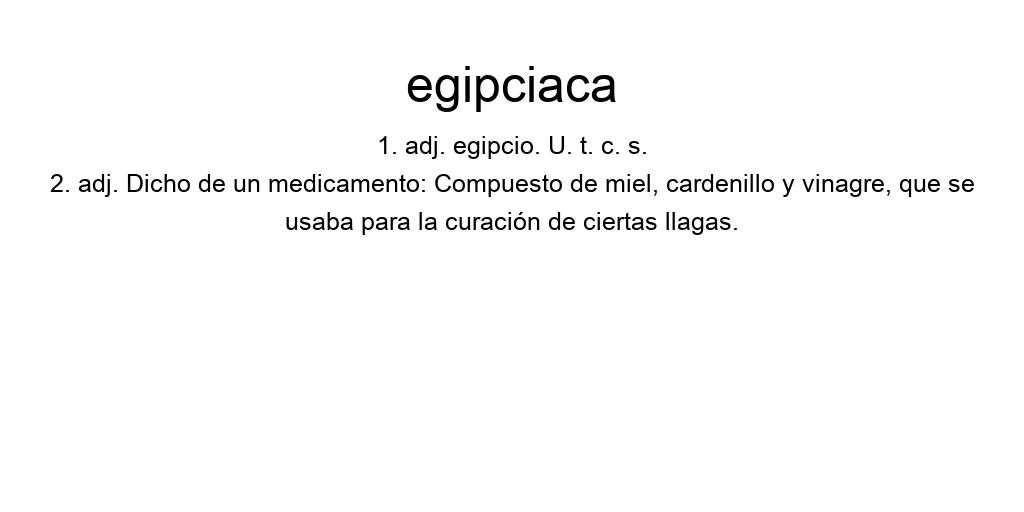 egipciaca
1. adj. egipcio. U. t. c. s.
2. adj. Dicho de un medicamento: Compuesto de miel, cardenillo y vinagre, que se
usaba para la curación de ciertas llagas.